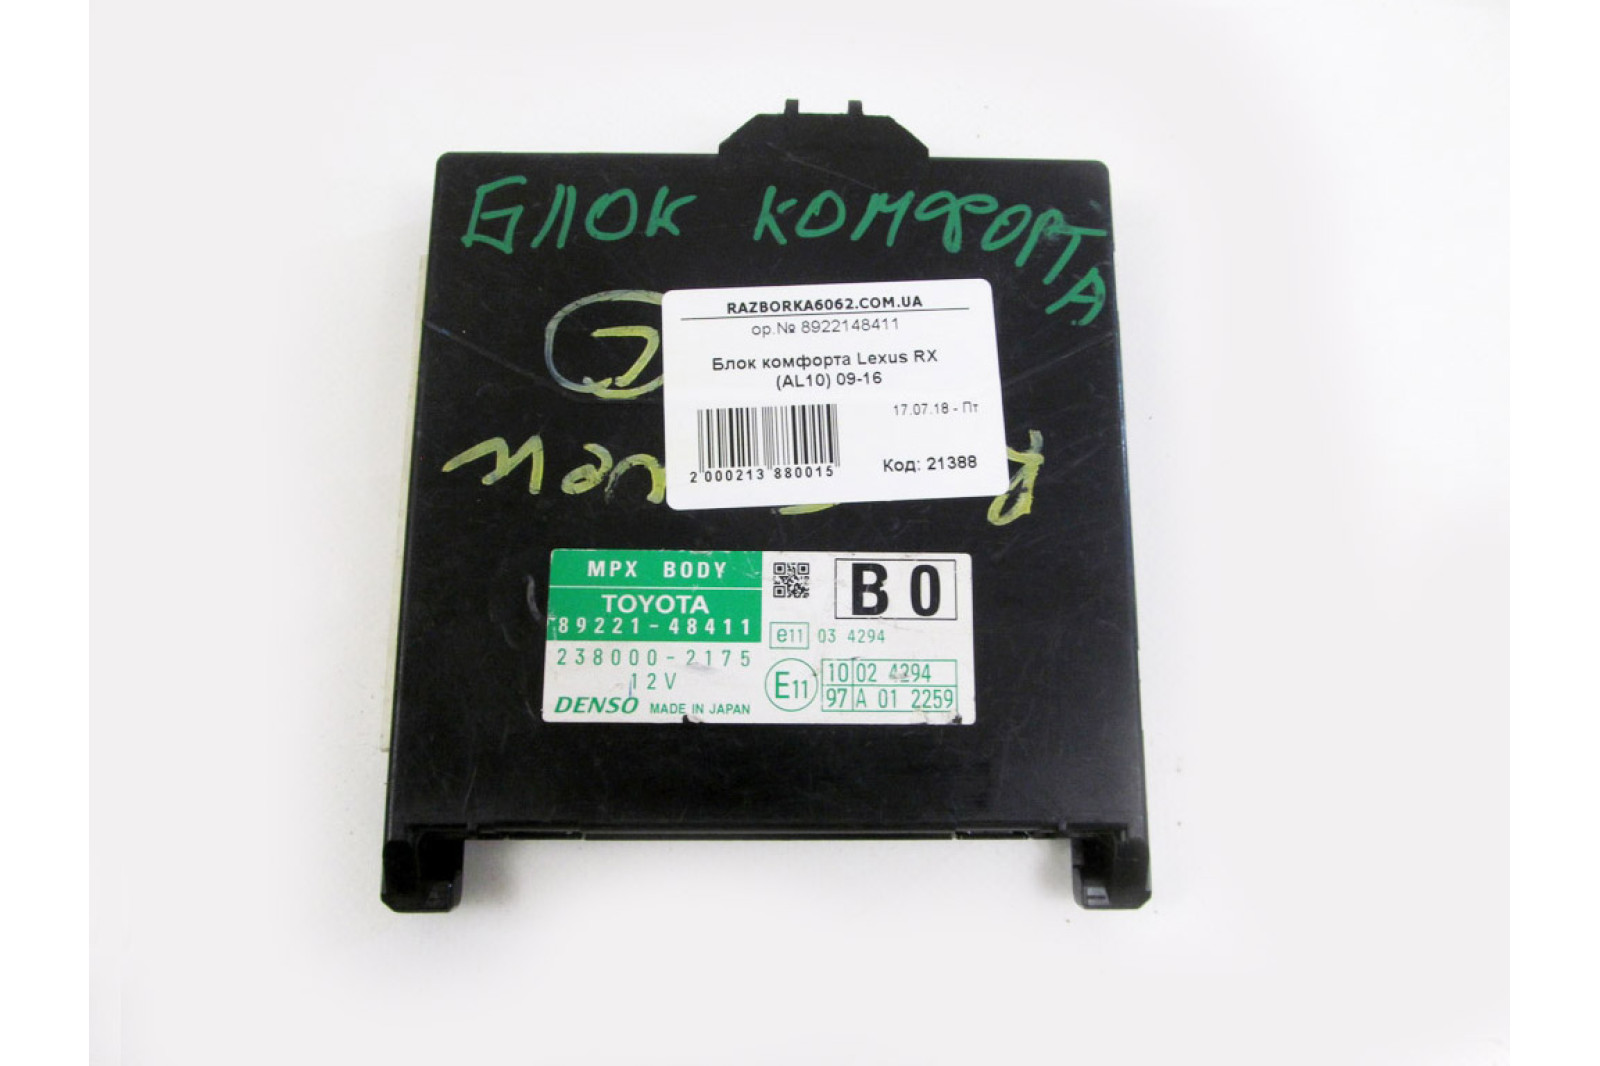 БЛОК КОМФОРТА
RAZBORKA6062.COM.UA
ор.№ 8922148411
Блок комфорта Lexus RX
(AL10) 09-16
17.07.18 - Пт
2 000213 880015
Код: 21388
MPX BODY
TOYOTA
89221-48411
B0
e11 03 4294
238000-2175
12V
E11
10 02 4294
97 A 01 2259
DENSO MADE IN JAPAN